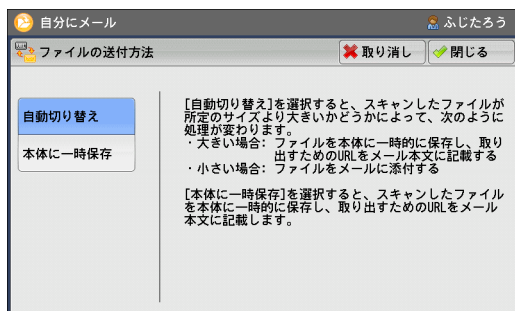 自分にメール
ふじたろう
ファイルの送付方法
取り消し
閉じる
自動切り替え
本体に一時保存
[自動切り替え]を選択すると、スキャンしたファイルが
所定のサイズより大きいかどうかによって、次のように
処理が変わります。
・大きい場合: ファイルを本体に一時的に保存し、取り
出すためのURLをメール本文に記載する
・小さい場合: ファイルをメールに添付する
[本体に一時保存]を選択すると、スキャンしたファイル
を本体に一時的に保存し、取り出すためのURLをメール
本文に記載します。